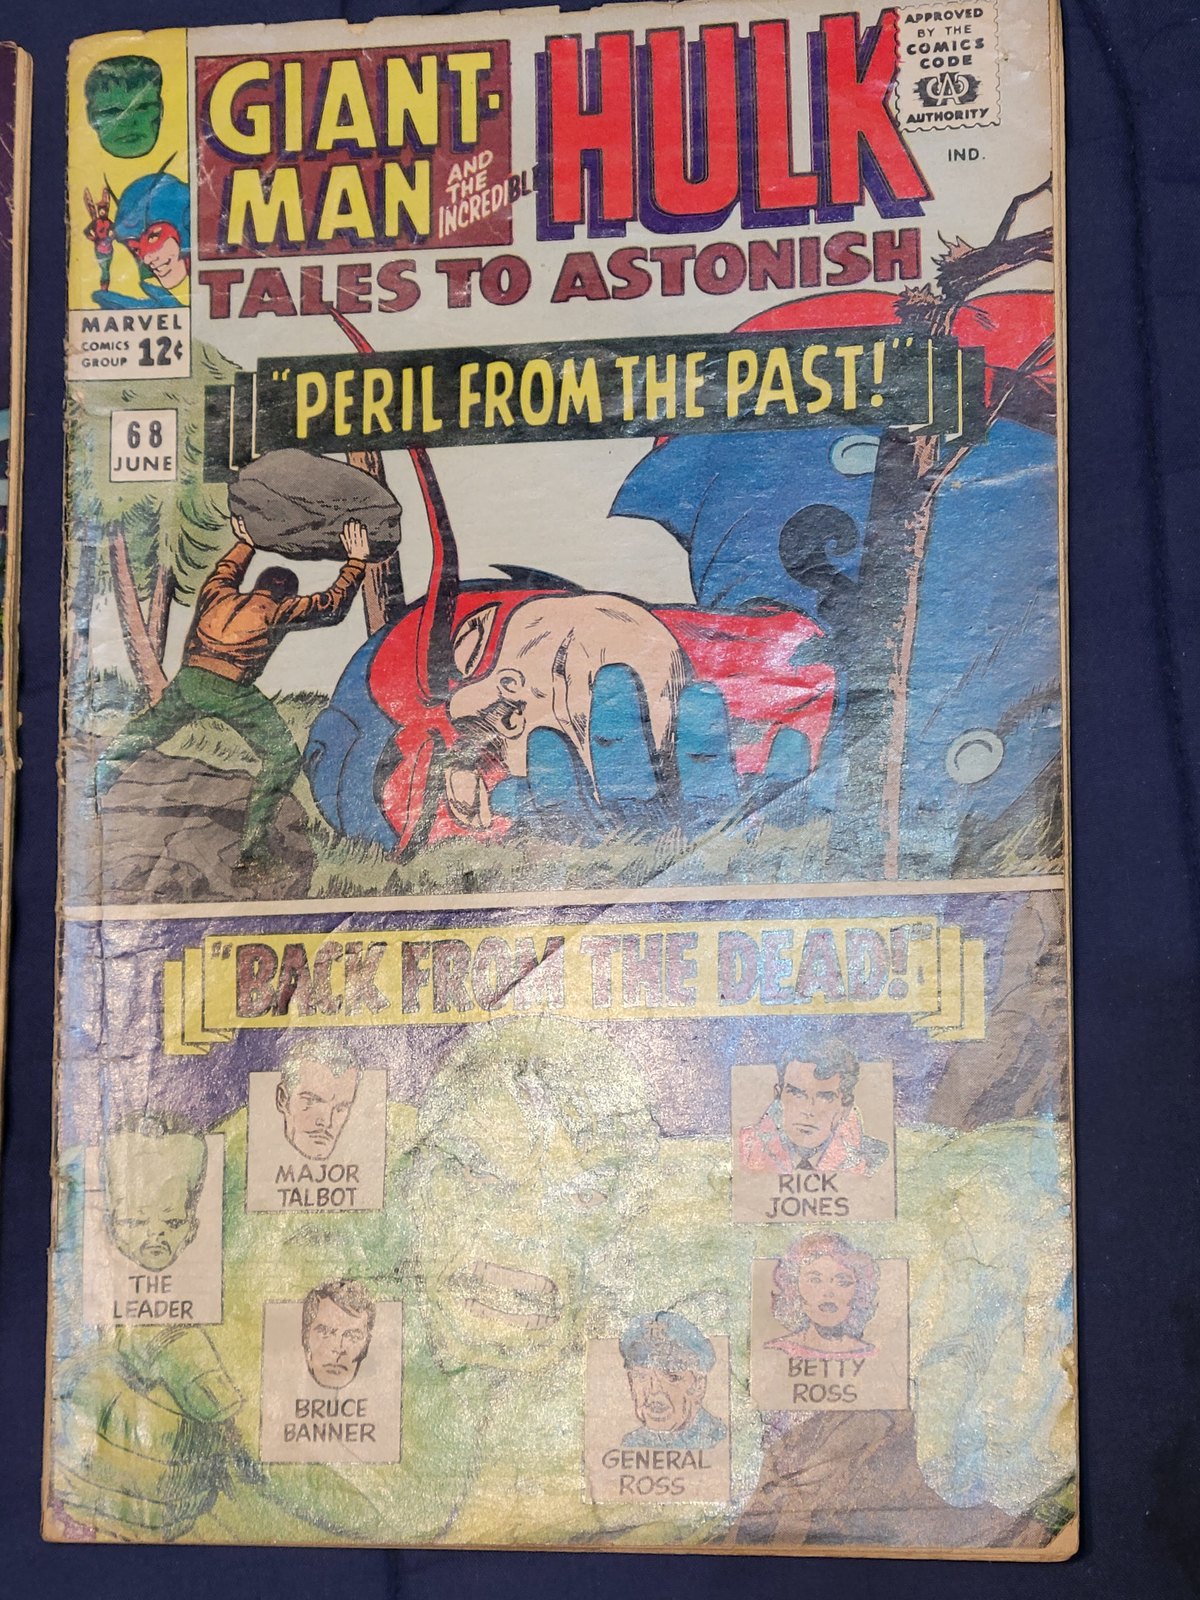 GIANT-
MAN
AND
THE
INCREDIBLE
HULK
APPROVED
BY THE
COMICS
CODE
CA
AUTHORITY
IND.
TALES TO ASTONISH
MARVEL
COMICS
GROUP 12¢
68
JUNE
"PERIL FROM THE PAST!"
"BACK FROM THE DEAD!"
MAJOR
TALBOT
RICK
JONES
THE
LEADER
BETTY
ROSS
BRUCE
BANNER
GENERAL
ROSS